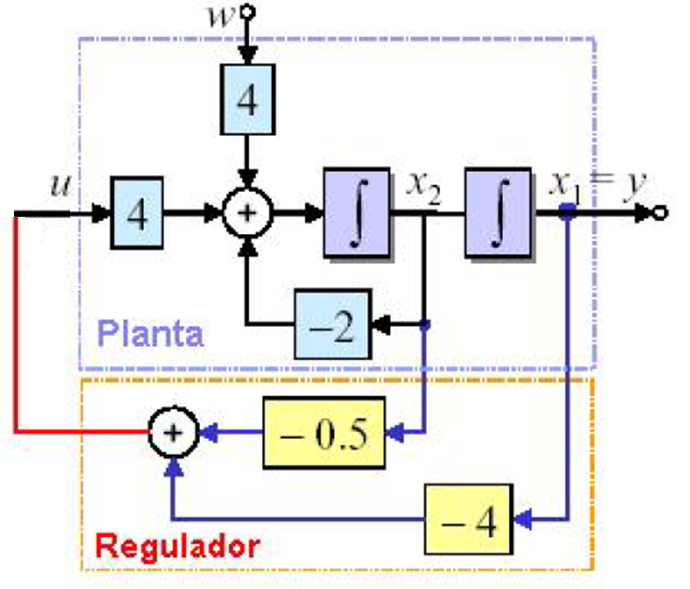 w
4
u
4
+
∫
x₂
∫
x₁ = y
−2
Planta
+
− 0.5
− 4
Regulador